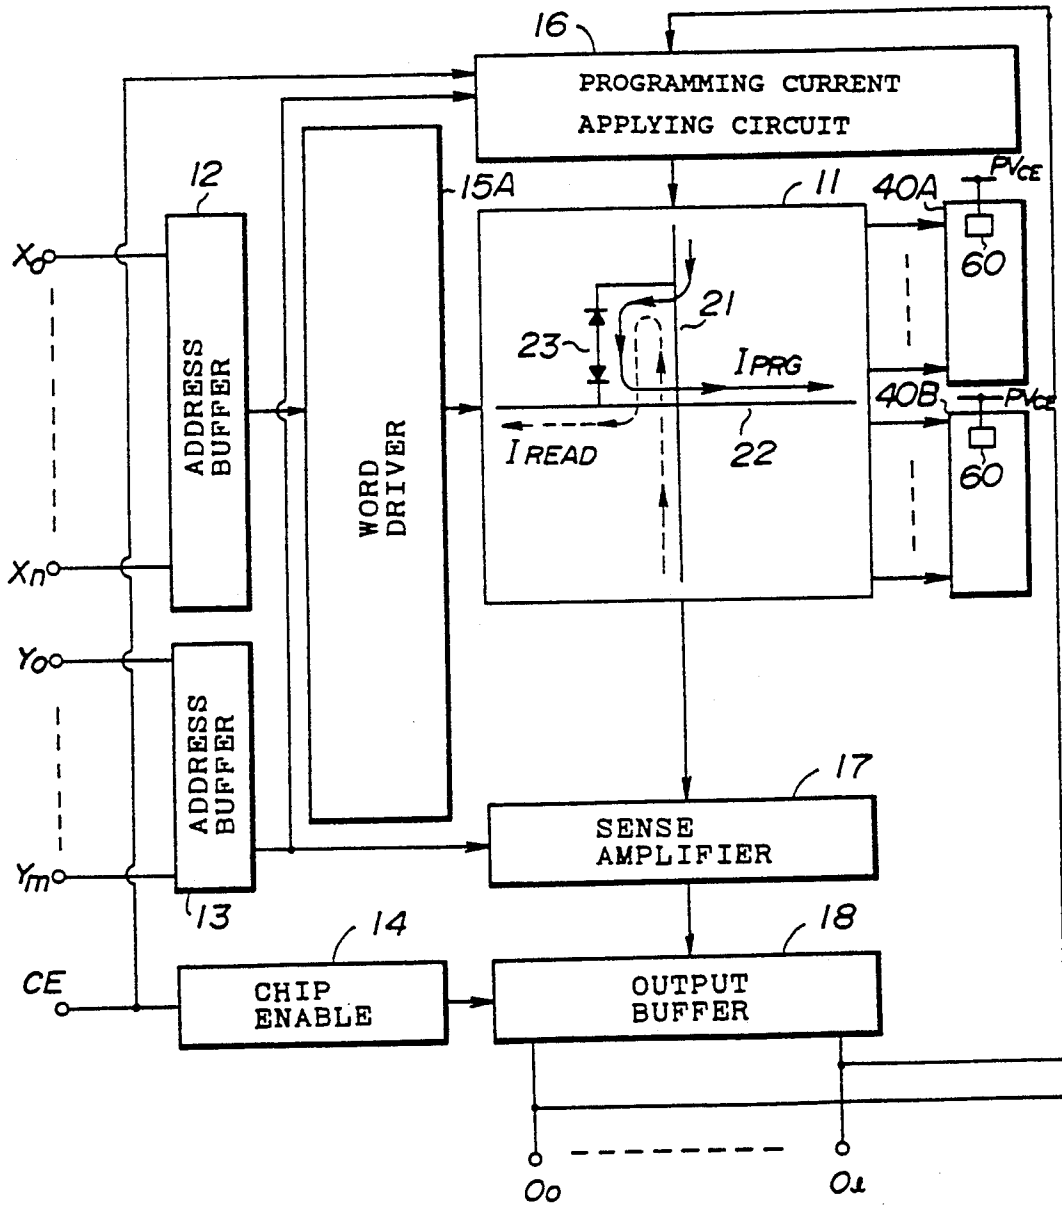 16
PROGRAMMING CURRENT
APPLYING CIRCUIT
12
15A
11
40A
PVCE
60
X0
ADDRESS
BUFFER
WORD
DRIVER
23
21
IPRG
IREAD
22
40B
PVCE
60
Xn
Y0
ADDRESS
BUFFER
17
SENSE
AMPLIFIER
Ym
13
14
18
CE
CHIP
ENABLE
OUTPUT
BUFFER
O0
Ol